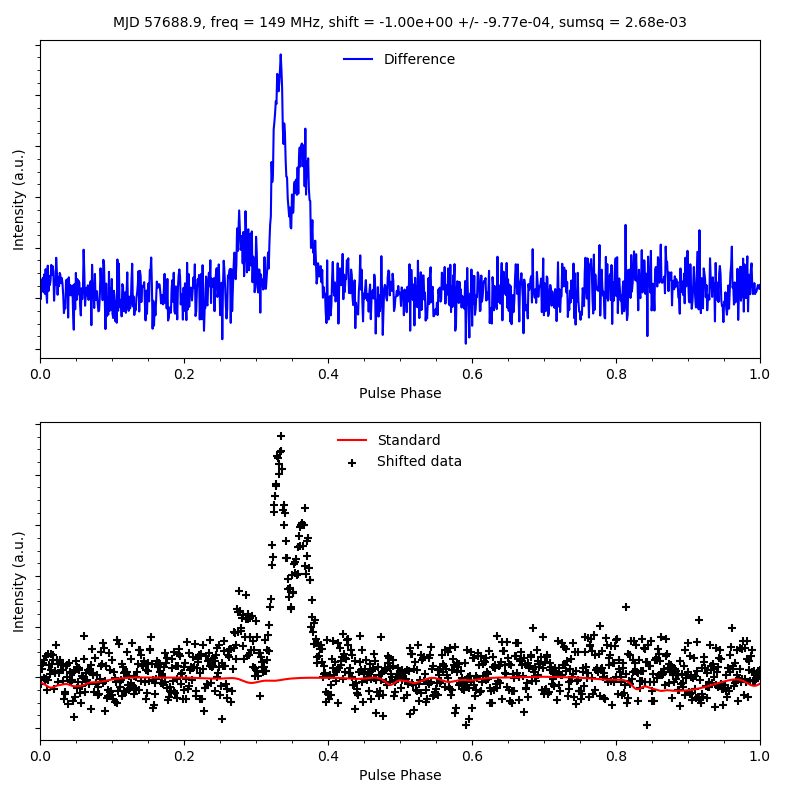 MJD 57688.9, freq = 149 MHz, shift = -1.00e+00 +/- -9.77e-04, sumsq = 2.68e-03
Difference
Intensity (a.u.)
0.0 0.2 0.4 0.6 0.8 1.0
Pulse Phase
Standard
Shifted data
Intensity (a.u.)
0.0 0.2 0.4 0.6 0.8 1.0
Pulse Phase